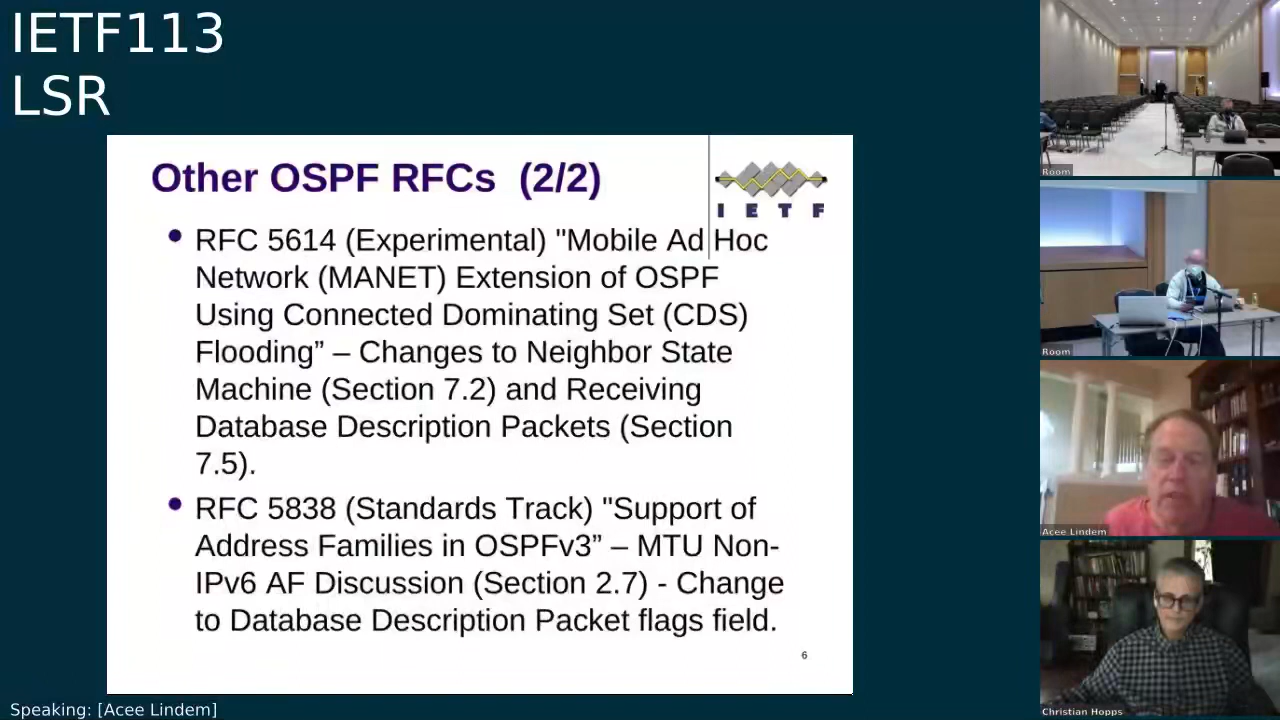 IETF113
LSR
Other OSPF RFCs (2/2)
I E T F
RFC 5614 (Experimental) "Mobile Ad Hoc
Network (MANET) Extension of OSPF
Using Connected Dominating Set (CDS)
Flooding” – Changes to Neighbor State
Machine (Section 7.2) and Receiving
Database Description Packets (Section
7.5).
RFC 5838 (Standards Track) "Support of
Address Families in OSPFv3” – MTU Non-
IPv6 AF Discussion (Section 2.7) - Change
to Database Description Packet flags field.
6
Speaking: [Acee Lindem]
Room
Room
Acee Lindem
Christian Hopps